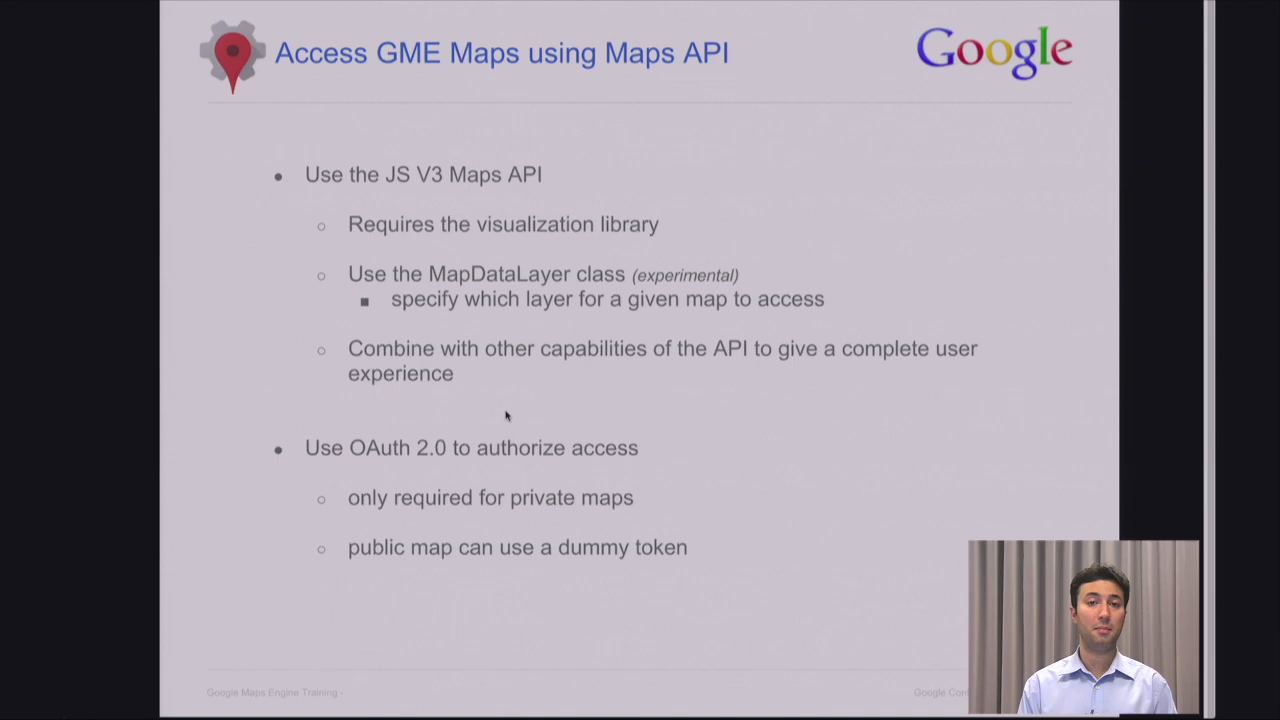 Access GME Maps using Maps API
Google
• Use the JS V3 Maps API
○ Requires the visualization library
○ Use the MapDataLayer class (experimental)
■ specify which layer for a given map to access
○ Combine with other capabilities of the API to give a complete user
experience
• Use OAuth 2.0 to authorize access
○ only required for private maps
○ public map can use a dummy token
Google Maps Engine Training -
Google